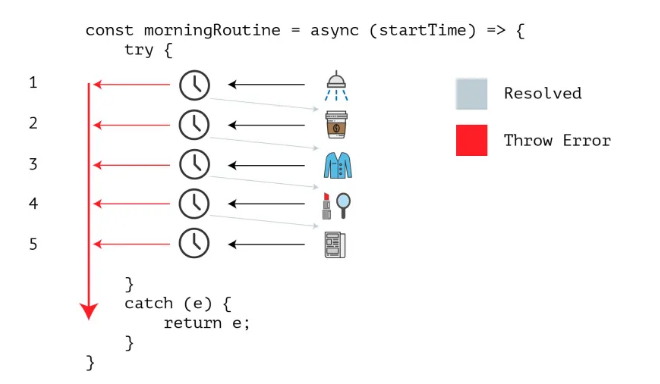 const morningRoutine = async (startTime) => {
try {
1
2
3
4
5
Resolved
Throw Error
}
catch (e) {
return e;
}
}